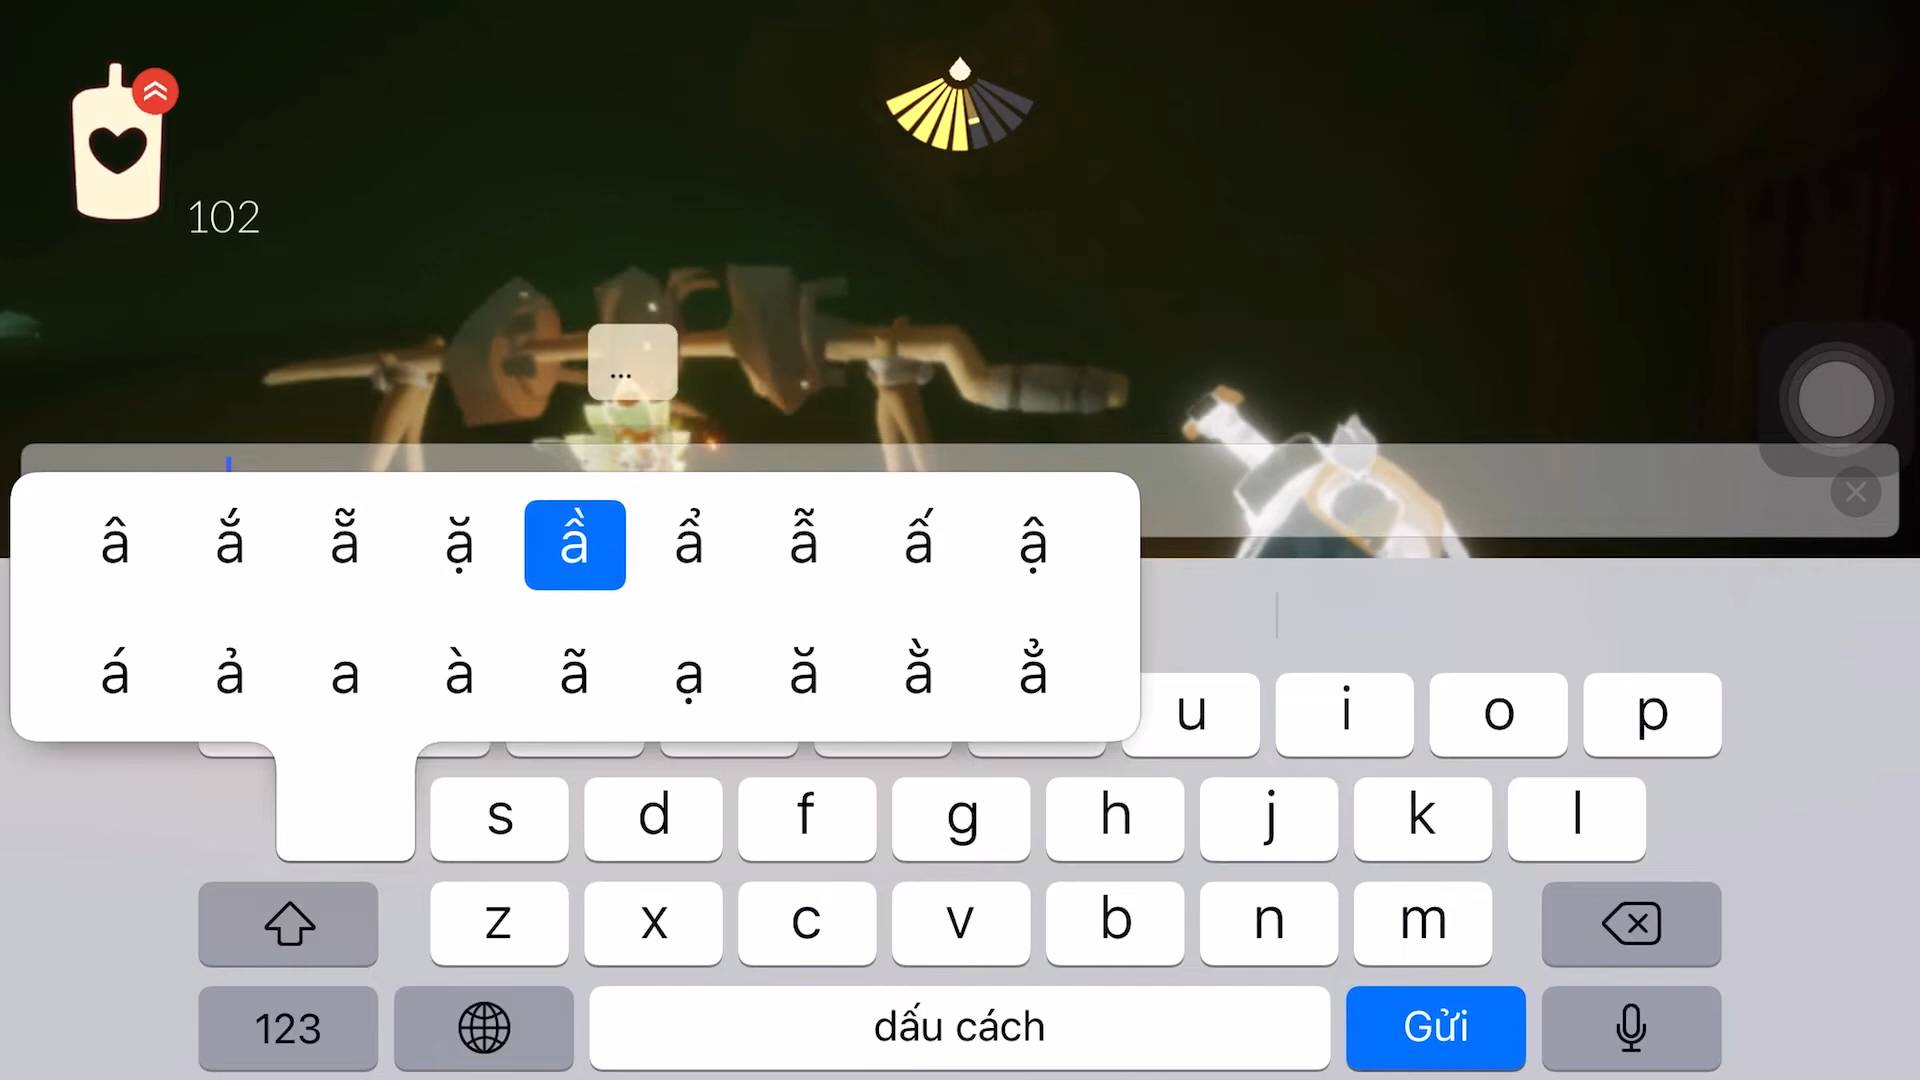 102
...
â ắ ẵ ặ ầ ẩ ẫ ấ ậ
á ả a à ã ạ ă ằ ẳ
u i o p
s d f g h j k l
z x c v b n m
123 dấu cách Gửi